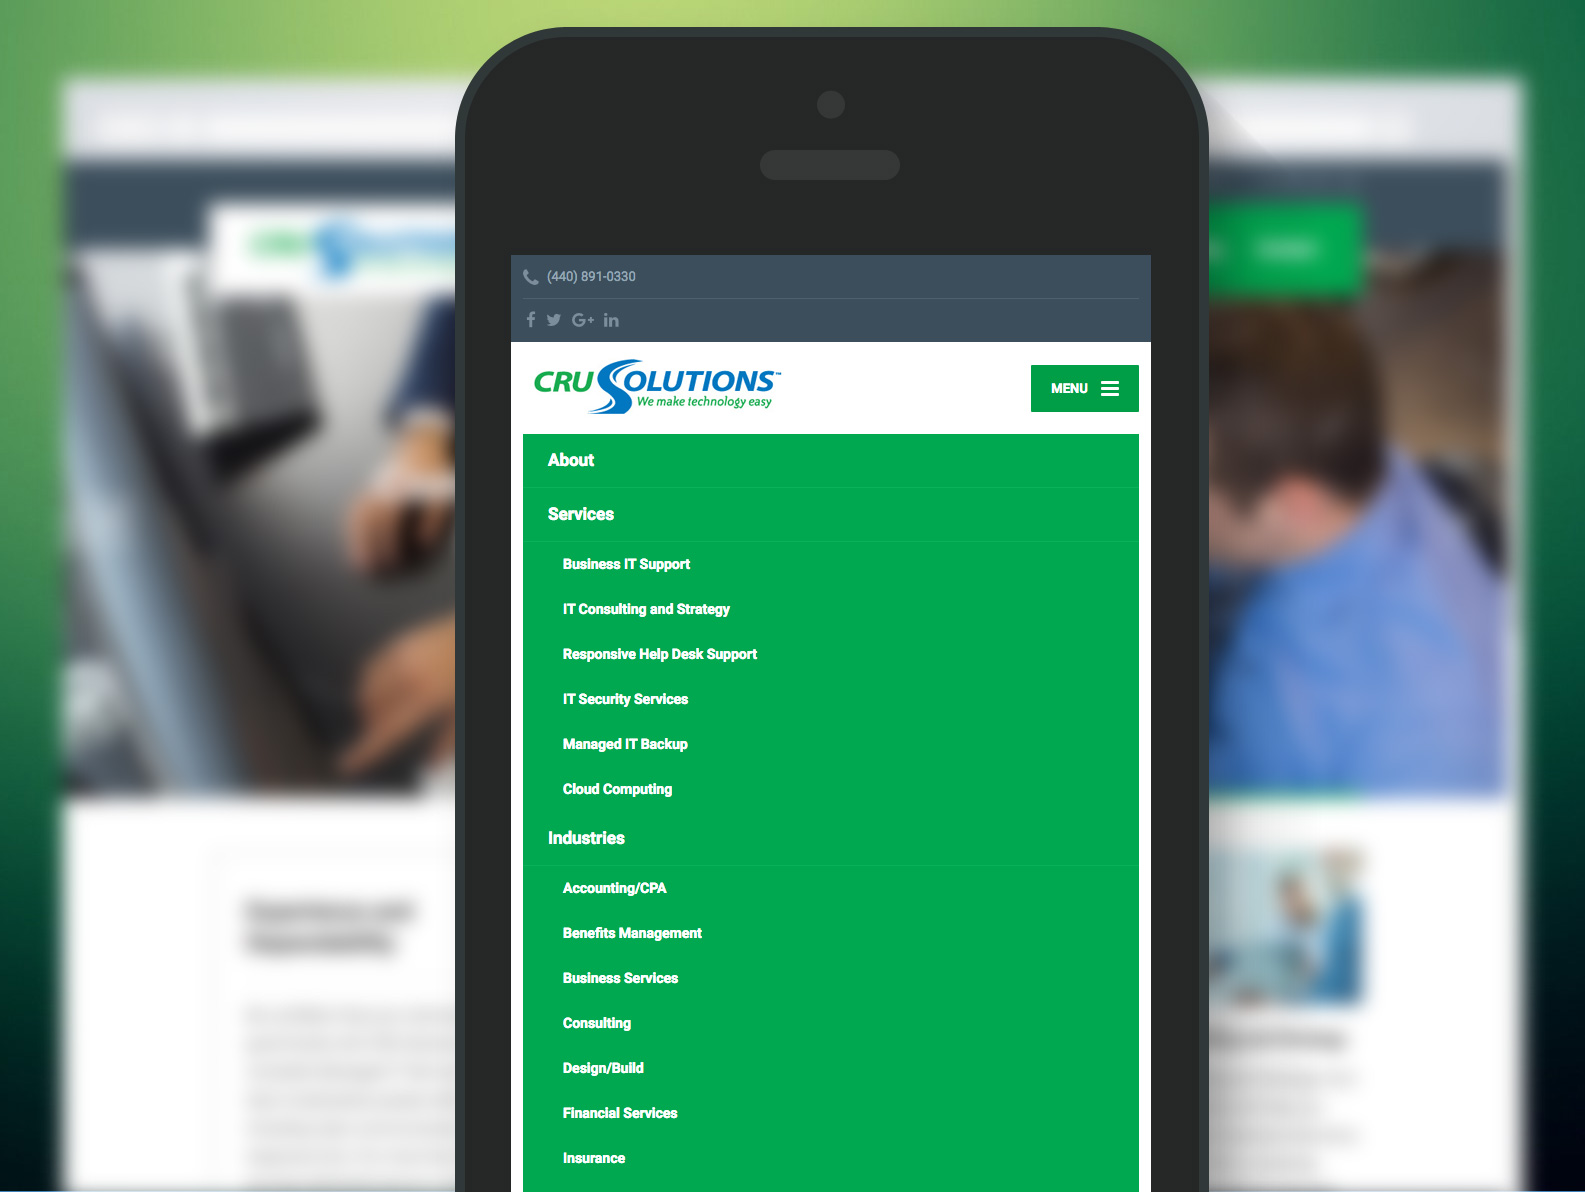 (440) 891-0330
CRU SOLUTIONS™
We make technology easy
MENU
About
Services
Business IT Support
IT Consulting and Strategy
Responsive Help Desk Support
IT Security Services
Managed IT Backup
Cloud Computing
Industries
Accounting/CPA
Benefits Management
Business Services
Consulting
Design/Build
Financial Services
Insurance